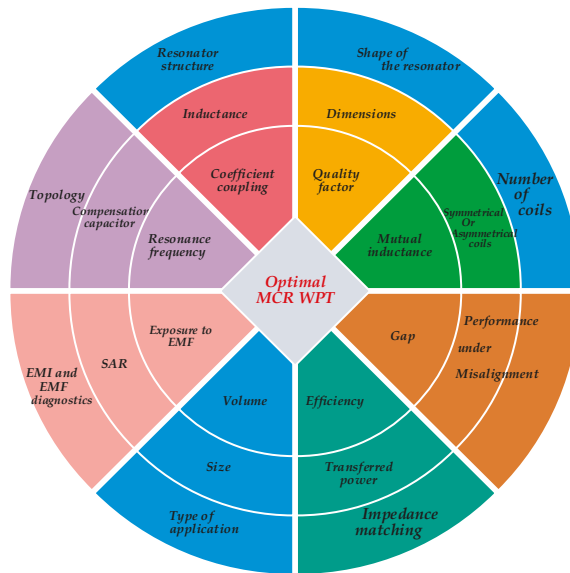 Resonator
structure
Shape of
the resonator
Inductance
Dimensions
Coefficient
coupling
Quality
factor
Number
of
coils
Topology
Compensation
capacitor
Resonance
frequency
Mutual
inductance
Symmetrical
Or
Asymmetrical
coils
Optimal
MCR WPT
Exposure to
EMF
SAR
EMI and
EMF
diagnostics
Gap
Performance
under
Misalignment
Volume
Efficiency
Size
Transferred
power
Type of
application
Impedance
matching